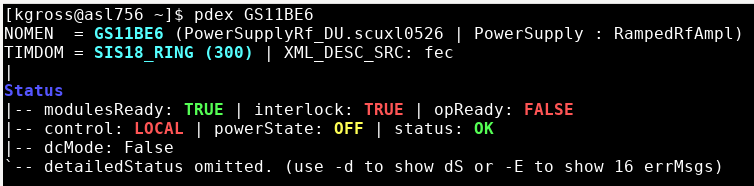 [kgross@asl756 ~]$ pdex GS11BE6
NOMEN  = GS11BE6 (PowerSupplyRf_DU.scuxl0526 | PowerSupply : RampedRfAmpl)
TIMDOM = SIS18_RING (300) | XML_DESC_SRC: fec
|
Status
|-- modulesReady: TRUE | interlock: TRUE | opReady: FALSE
|-- control: LOCAL | powerState: OFF | status: OK
|-- dcMode: False
`-- detailedStatus omitted. (use -d to show dS or -E to show 16 errMsgs)